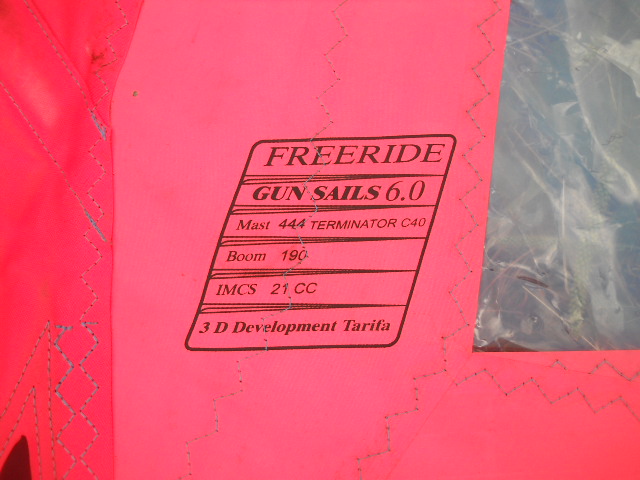 FREERIDE
GUN SAILS 6.0
Mast 444 TERMINATOR C40
Boom 190
IMCS 21 CC
3 D Development Tarifa